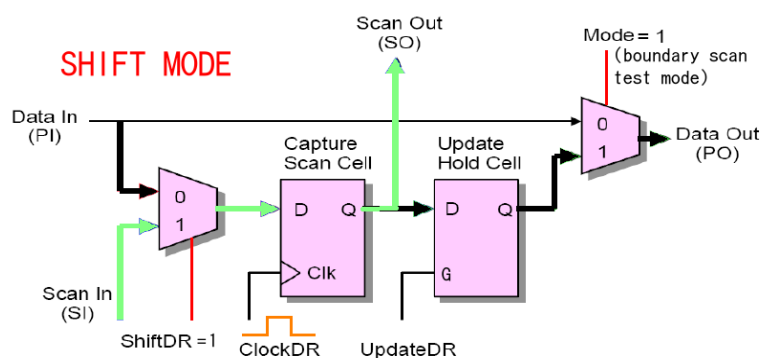 Scan Out
(SO)
Mode = 1
(boundary scan
test mode)
SHIFT MODE
Data In
(PI)
Capture
Scan Cell
Update
Hold Cell
0
1
Data Out
(PO)
0
1
D
Q
D
Q
Clk
G
Scan In
(SI)
ShiftDR =1
ClockDR
UpdateDR